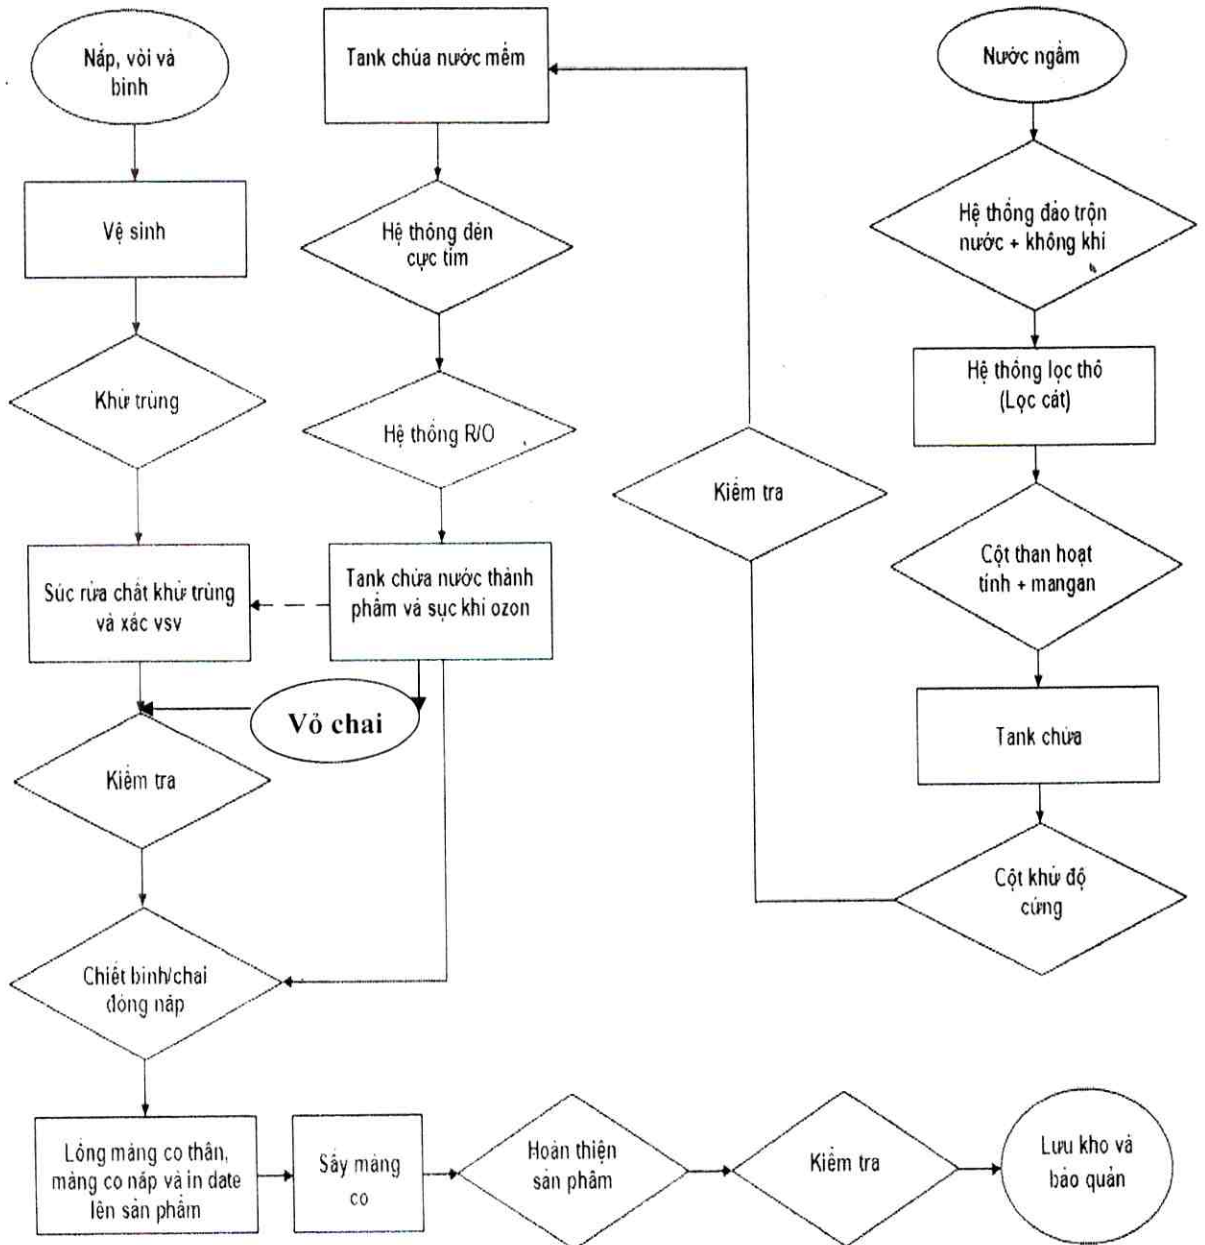 Nắp, vòi và
bình
Vệ sinh
Khử trùng
Súc rửa chất khử trùng
và xác vsv
Kiểm tra
Chiết bình/chai
đóng nắp
Lồng màng co thân,
màng co nắp và in date
lên sản phẩm
Sấy màng
co
Hoàn thiện
sản phẩm
Kiểm tra
Lưu kho và
bảo quản
Tank chứa nước mềm
Hệ thống đèn
cực tím
Hệ thống R/O
Tank chứa nước thành
phẩm và sục khí ozon
Vỏ chai
Kiểm tra
Nước ngầm
Hệ thống đảo trộn
nước + không khí
Hệ thống lọc thô
(Lọc cát)
Cột than hoạt
tính + mangan
Tank chứa
Cột khử độ
cứng